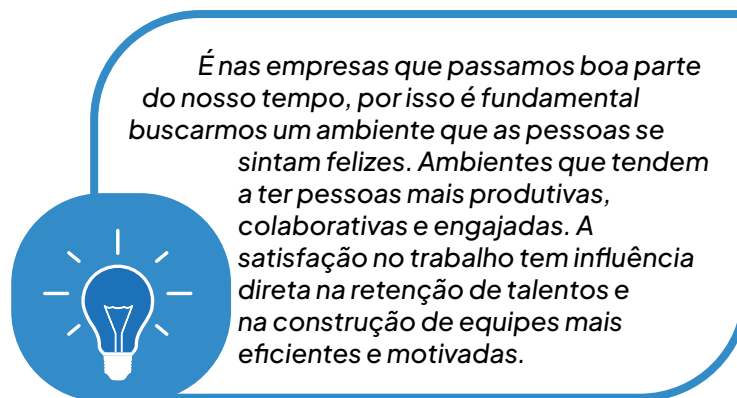 É nas empresas que passamos boa parte
do nosso tempo, por isso é fundamental
buscarmos um ambiente que as pessoas se
sintam felizes. Ambientes que tendem
a ter pessoas mais produtivas,
colaborativas e engajadas. A
satisfação no trabalho tem influência
direta na retenção de talentos e
na construção de equipes mais
eficientes e motivadas.